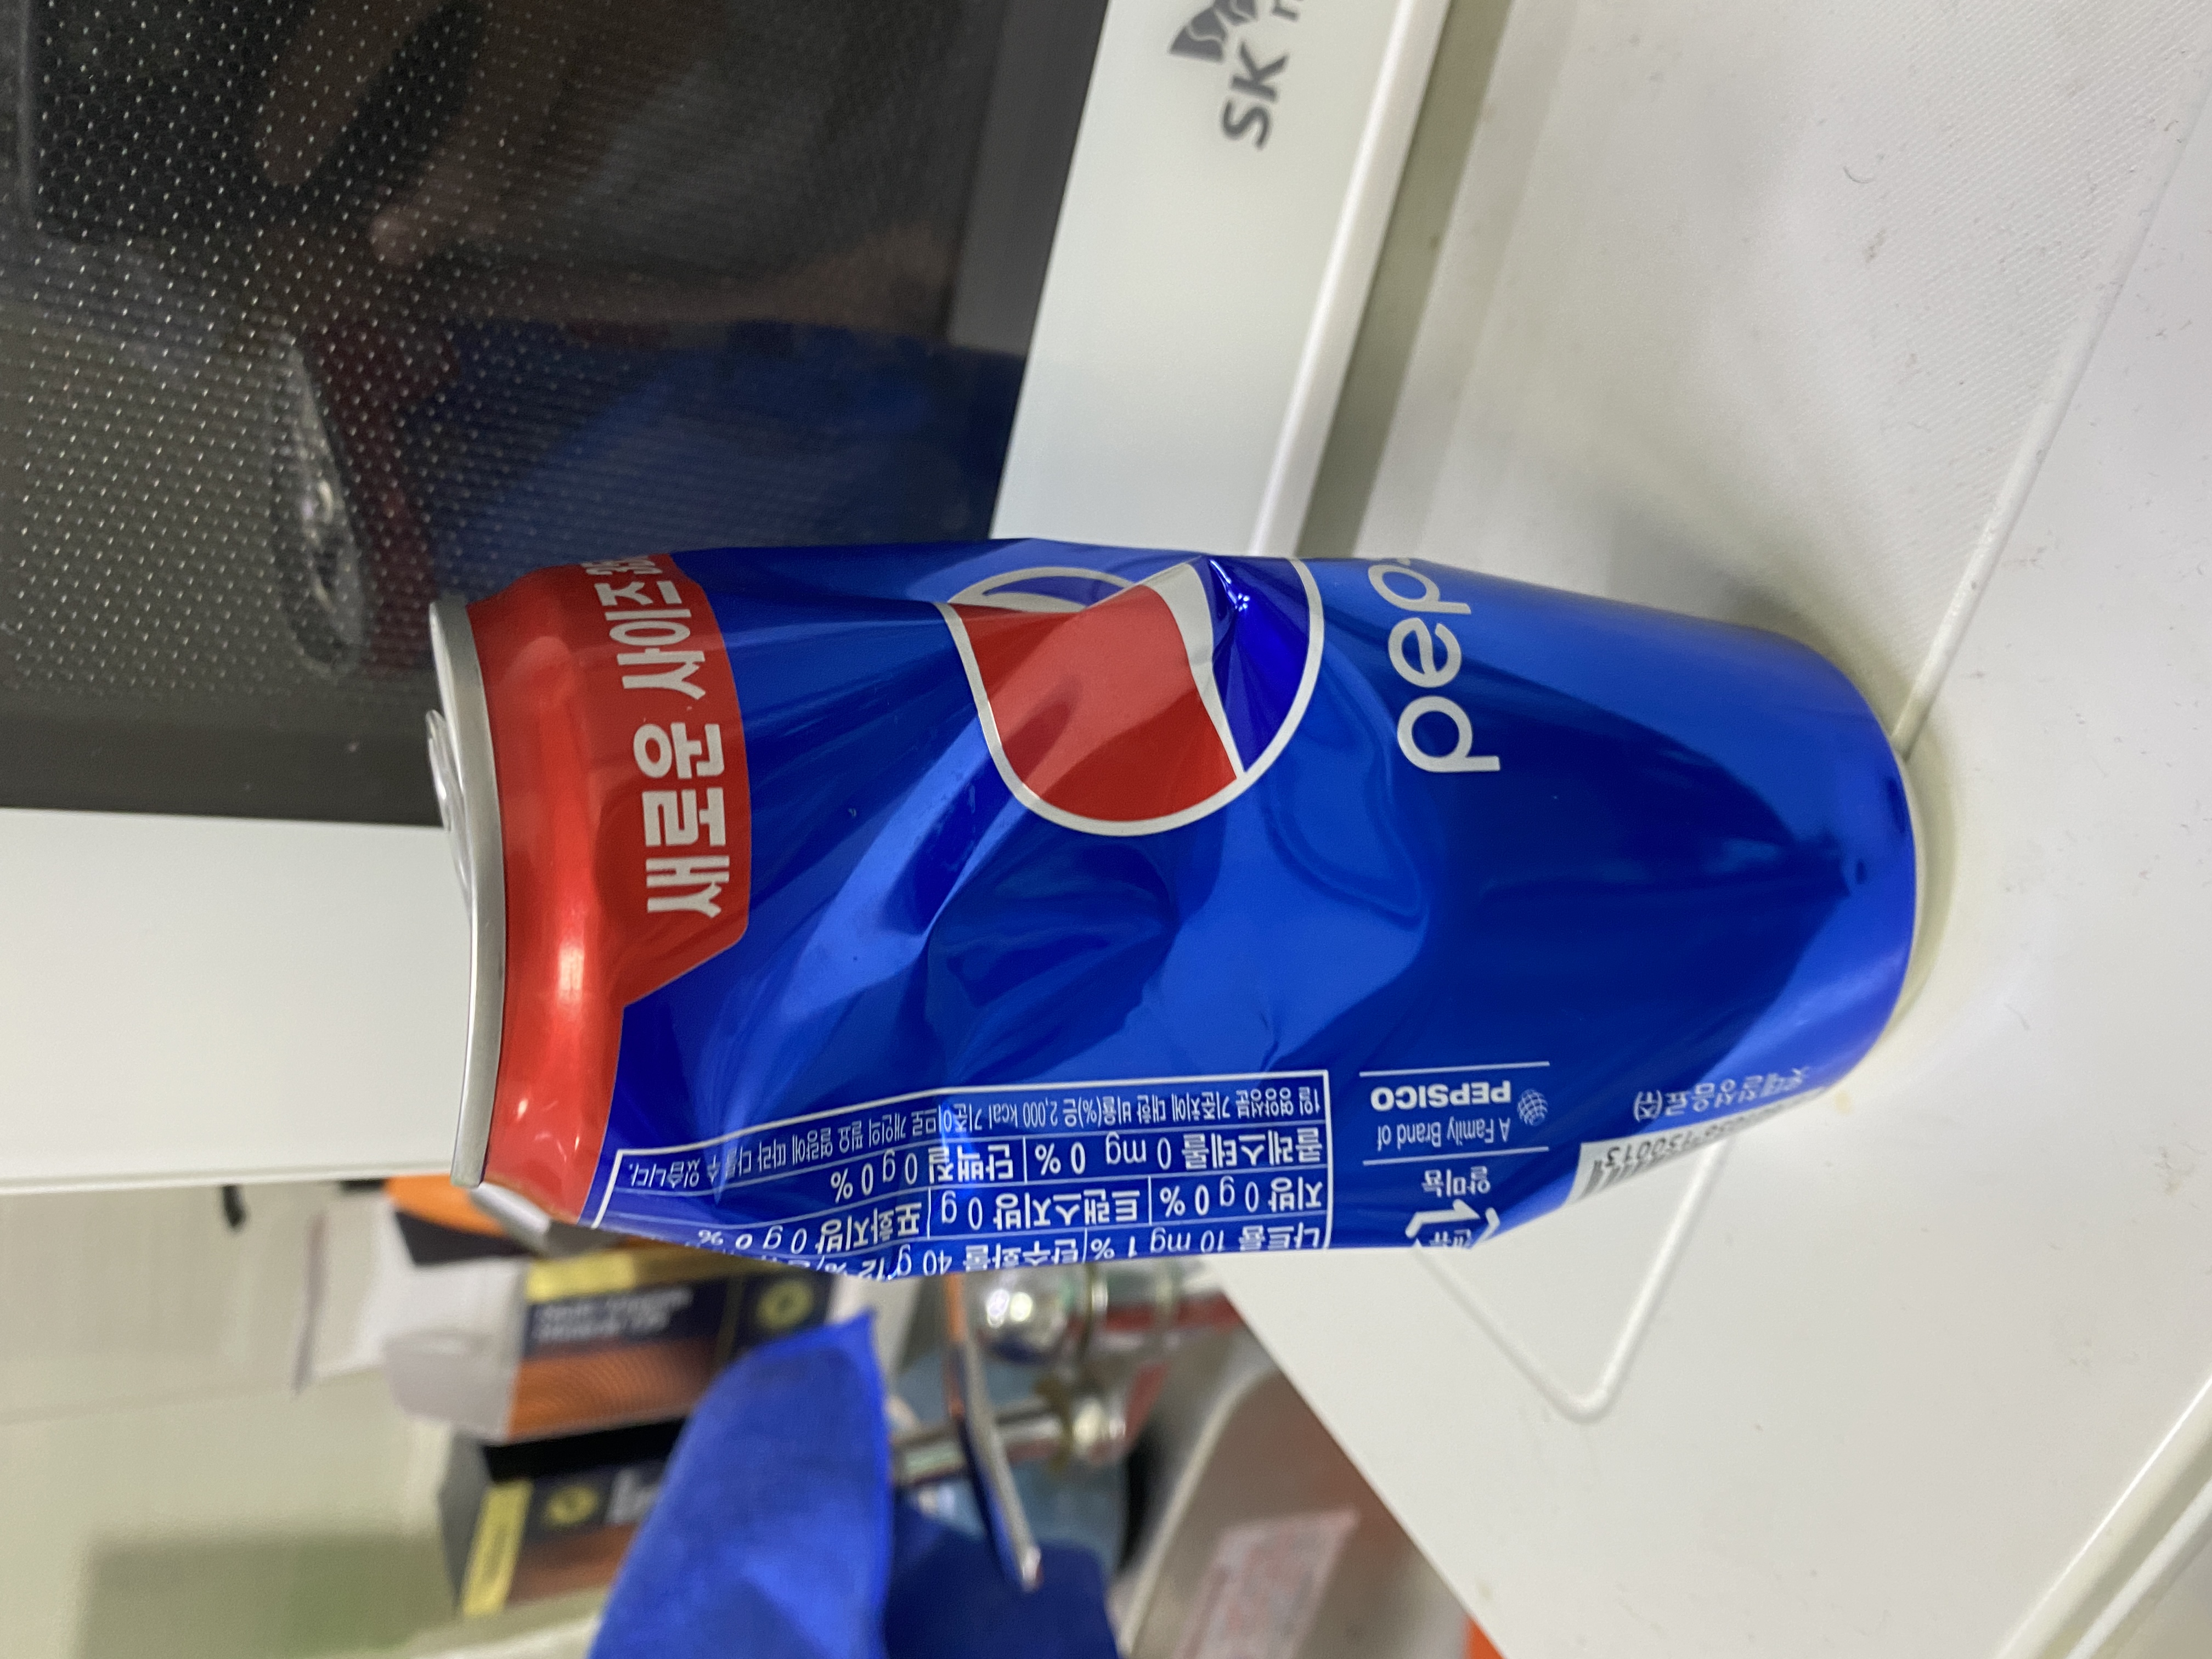 새로운 사이즈 35
peps
나트륨 10 mg 1 % 탄수화물 40 g 12 %
지방 0 g 0 % 트랜스지방 0 g 포화지방 0 g 0 %
콜레스테롤 0 mg 0 % 단백질 0 g 0 %
1일 영양성분 기준치에 대한 비율(%)은 2,000 kcal 기준이므로 개인의 필요 열량에 따라 다를 수 있습니다.
알미늄
A Family Brand of
PEPSICO
롯데칠성음료(주)
SK